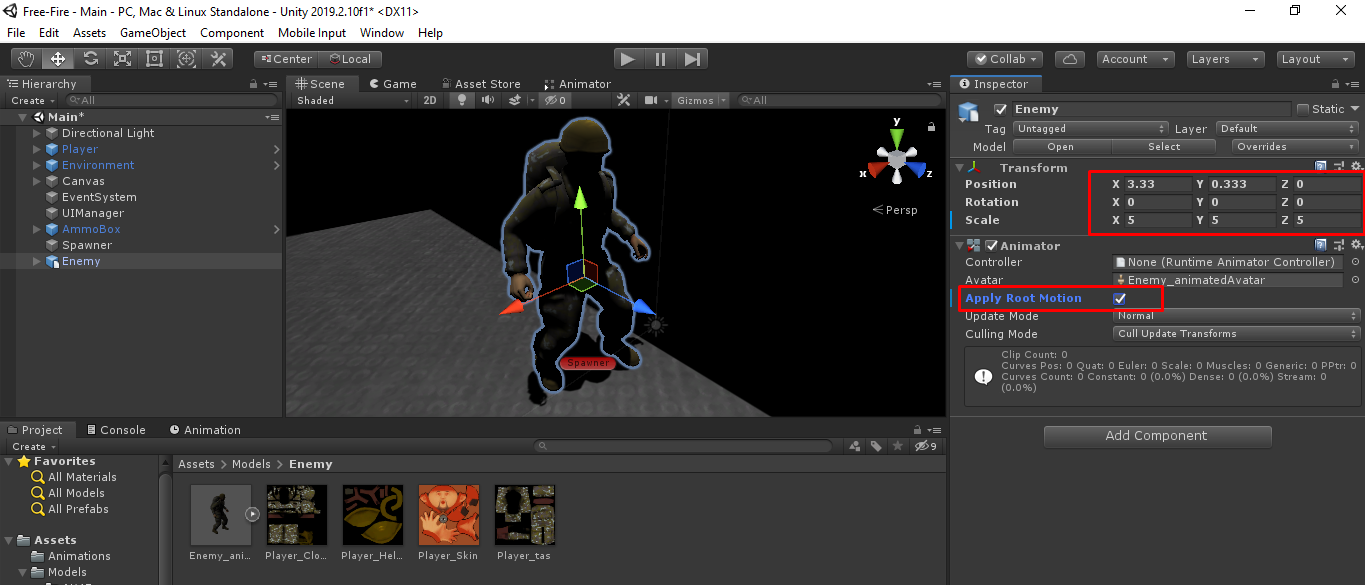 Free-Fire - Main - PC, Mac & Linux Standalone - Unity 2019.2.10f1* <DX11>
File Edit Assets GameObject Component Mobile Input Window Help
Center Local Collab Account Layers Layout
Hierarchy
Create All
Main*
Directional Light
Player
Environment
Canvas
EventSystem
UIManager
AmmoBox
Spawner
Enemy
Scene Game Asset Store Animator
Shaded 2D 0 Gizmos All
y
x
z
Persp
Spawner
Inspector
Enemy Static
Tag Untagged Layer Default
Model Open Select Overrides
Transform
Position X 3.33 Y 0.333 Z 0
Rotation X 0 Y 0 Z 0
Scale X 5 Y 5 Z 5
Animator
Controller None (Runtime Animator Controller)
Avatar Enemy_animatedAvatar
Apply Root Motion
Update Mode Normal
Culling Mode Cull Update Transforms
Clip Count: 0
Curves Pos: 0 Quat: 0 Euler: 0 Scale: 0 Muscles: 0 Generic: 0 PPtr: 0
Curves Count: 0 Constant: 0 (0.0%) Dense: 0 (0.0%) Stream: 0
(0.0%)
Add Component
Project Console Animation
Create 9
Favorites
All Materials
All Models
All Prefabs
Assets
Animations
Models
Assets > Models > Enemy
Enemy_ani... Player_Clo... Player_Hel... Player_Skin Player_tas